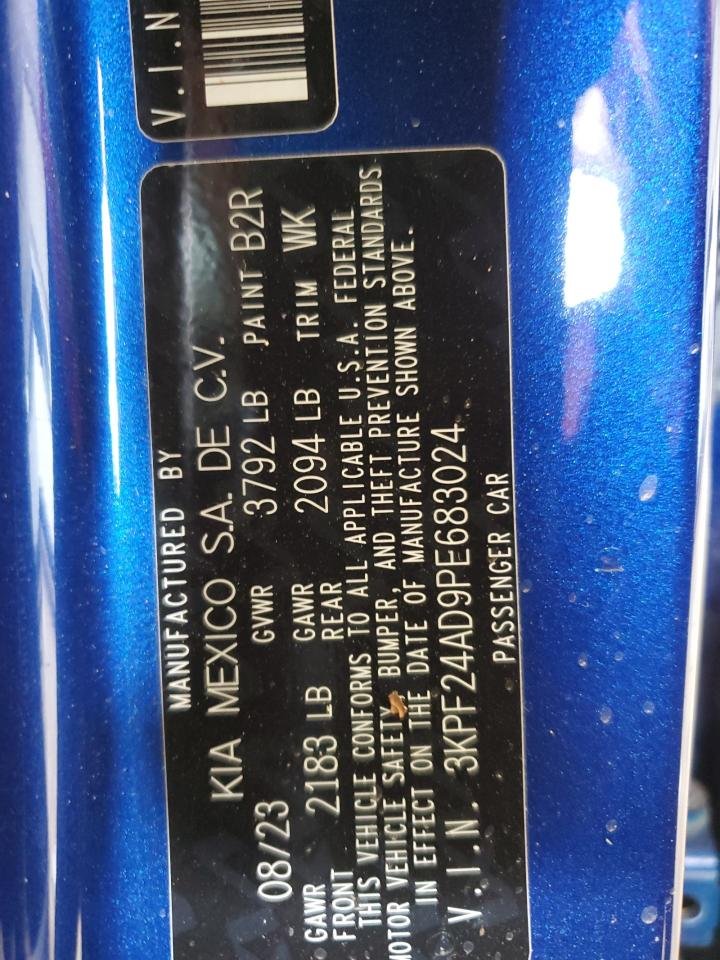 V.I.N
MANUFACTURED BY
KIA MEXICO S.A. DE C.V.
08/23 GVWR 3792 LB PAINT B2R
GAWR FRONT 2183 LB GAWR REAR 2094 LB TRIM WK
THIS VEHICLE CONFORMS TO ALL APPLICABLE U.S.A. FEDERAL
MOTOR VEHICLE SAFELY, BUMPER, AND THEFT PREVENTION STANDARDS
IN EFFECT ON THE DATE OF MANUFACTURE SHOWN ABOVE.
V.I.N. 3KPF24AD9PE683024
PASSENGER CAR